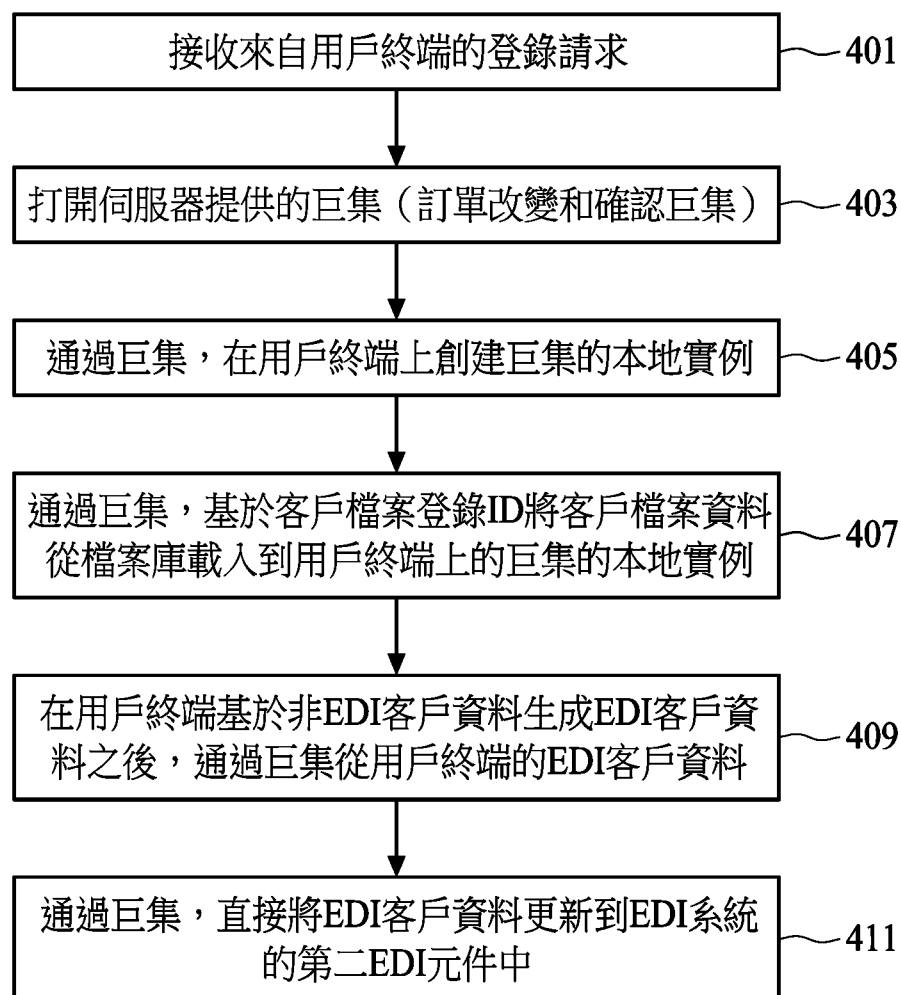 接收來自用戶終端的登錄請求
401
打開伺服器提供的巨集（訂單改變和確認巨集）
403
通過巨集，在用戶終端上創建巨集的本地實例
405
通過巨集，基於客戶檔案登錄ID將客戶檔案資料
從檔案庫載入到用戶終端上的巨集的本地實例
407
在用戶終端基於非EDI客戶資料生成EDI客戶資
料之後，通過巨集從用戶終端的EDI客戶資料
409
通過巨集，直接將EDI客戶資料更新到EDI系統
的第二EDI元件中
411